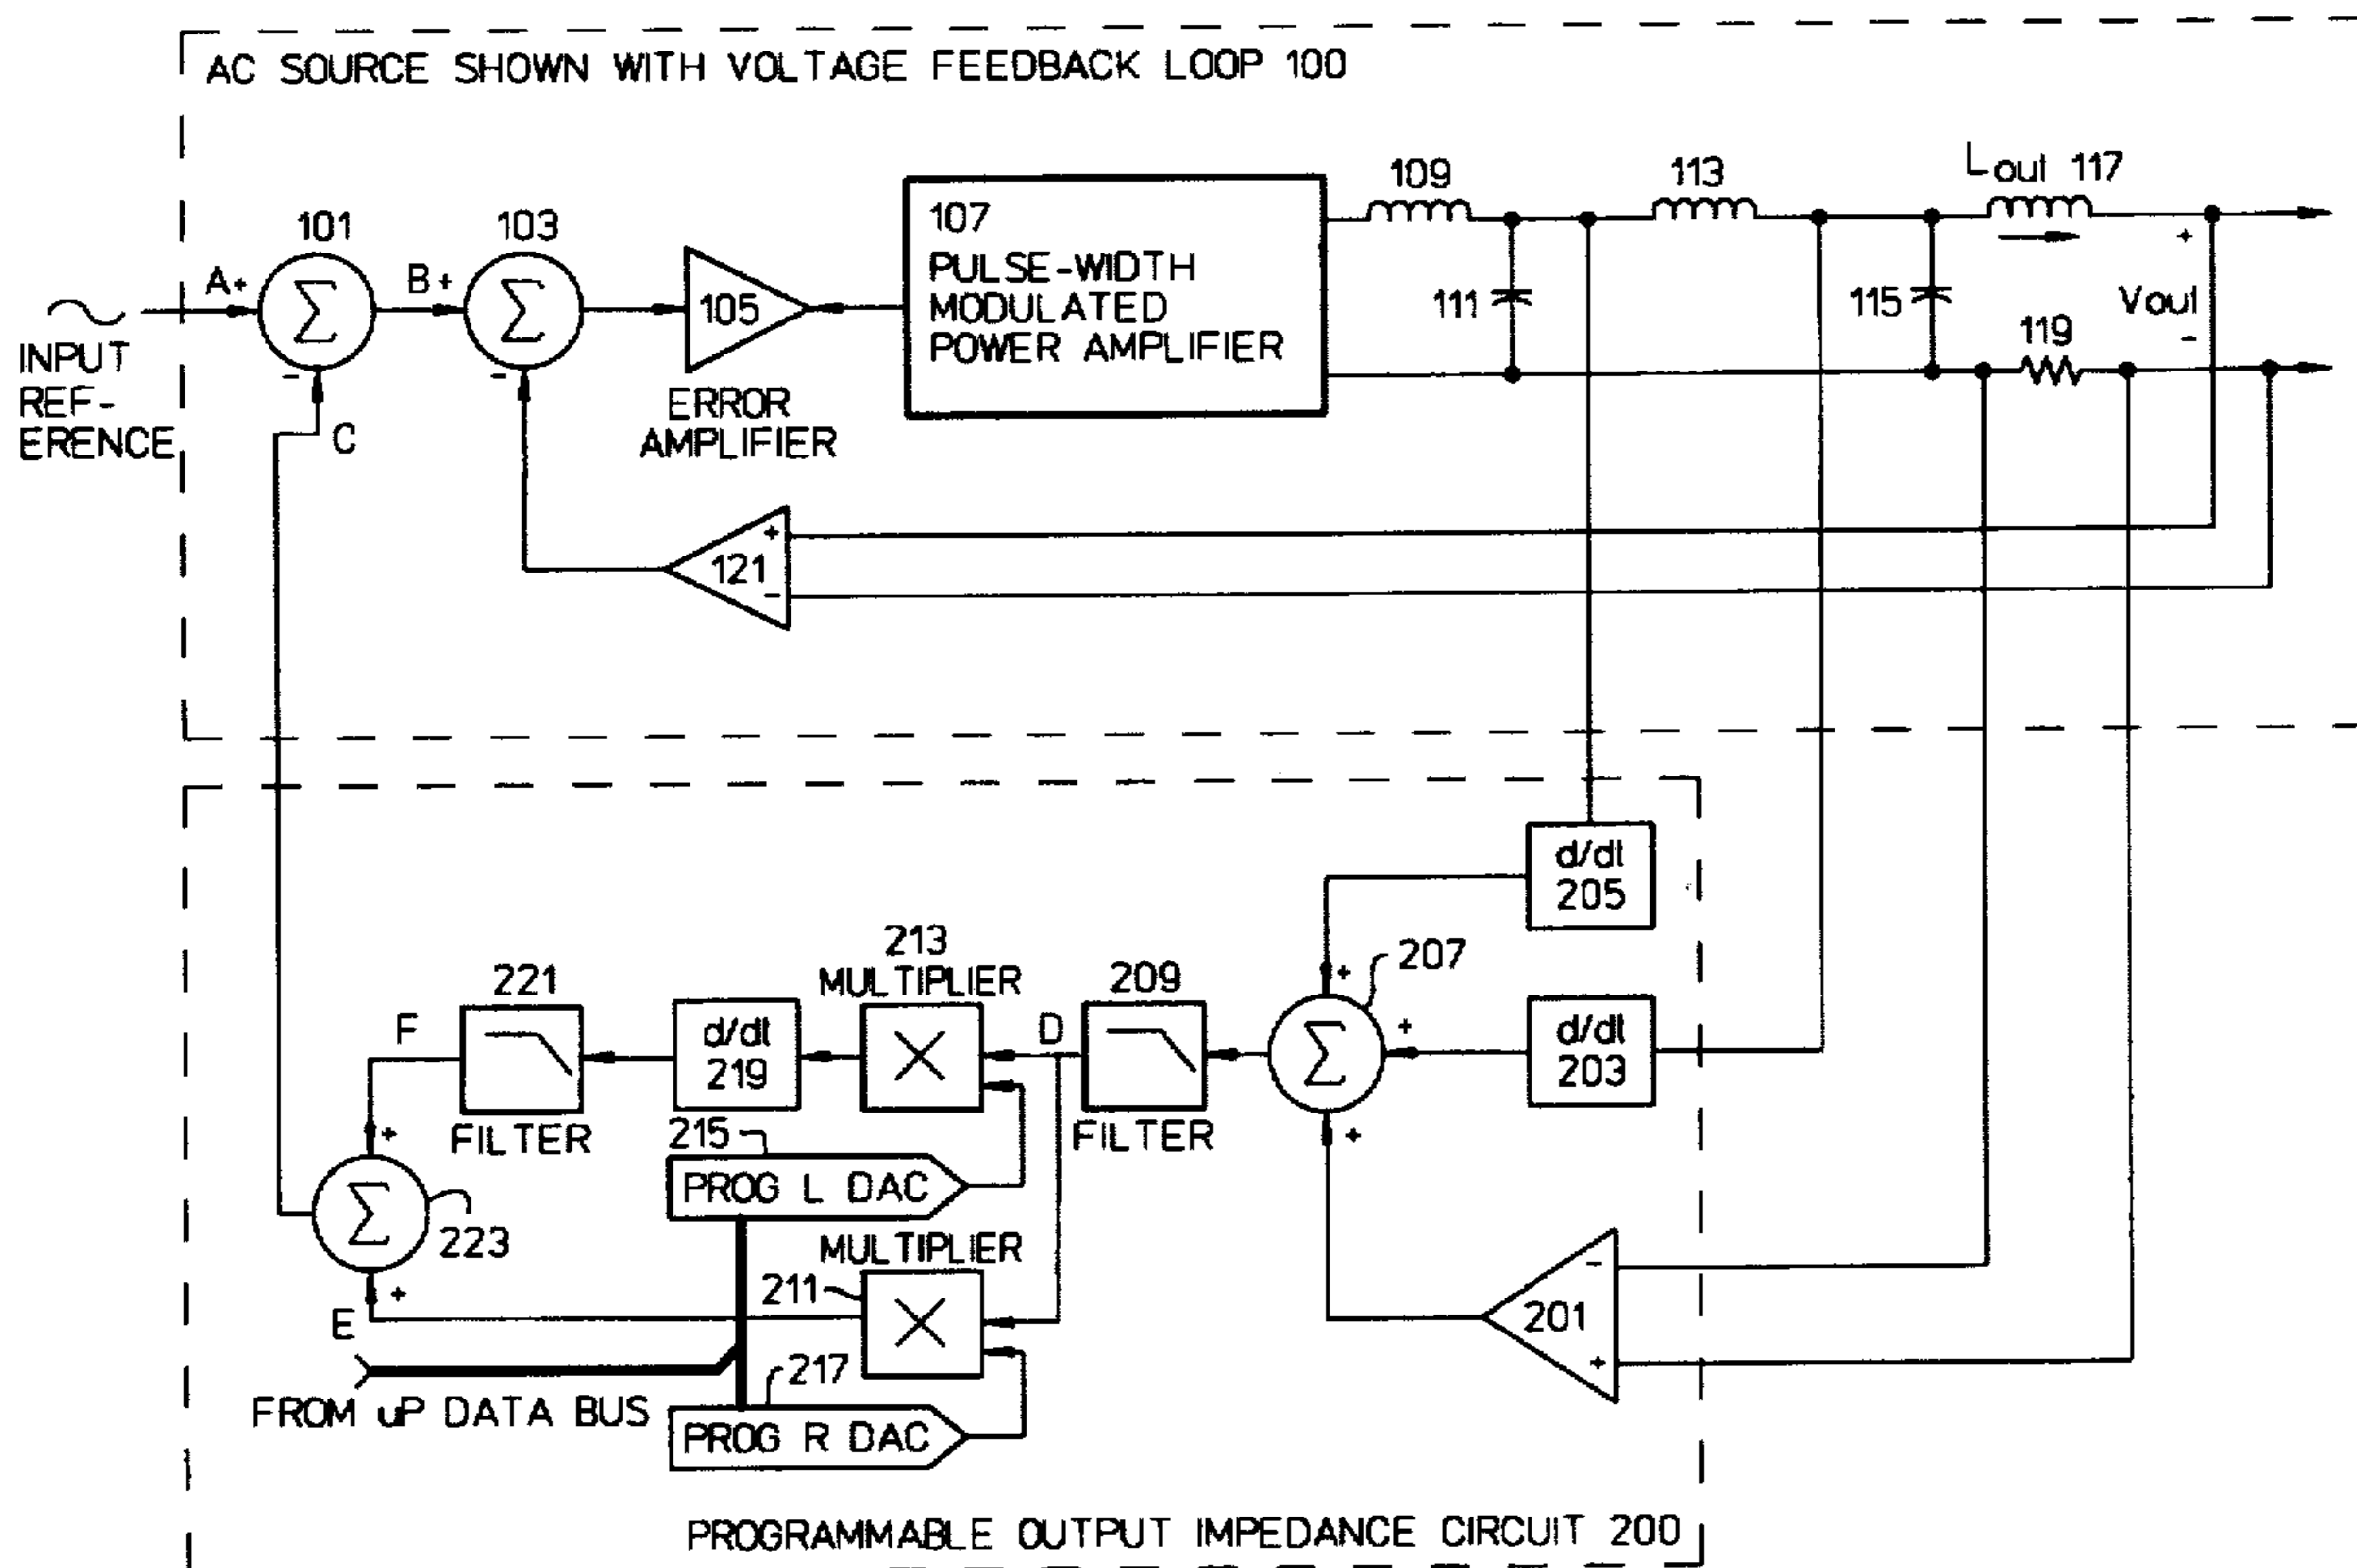 AC SOURCE SHOWN WITH VOLTAGE FEEDBACK LOOP 100
INPUT
REF-
ERENCE
A+
101
Σ
-
C
B+
103
Σ
-
105
ERROR
AMPLIFIER
107
PULSE-WIDTH
MODULATED
POWER AMPLIFIER
109
111
113
115
Lout 117
+
Vout
-
119
121
+
-
d/dt
205
207
+
Σ
+
+
d/dt
203
201
-
+
209
FILTER
D
213
MULTIPLIER
X
d/dt
219
221
FILTER
F
+
Σ
223
+
E
215
PROG L DAC
MULTIPLIER
211
X
217
PROG R DAC
FROM uP DATA BUS
PROGRAMMABLE OUTPUT IMPEDANCE CIRCUIT 200